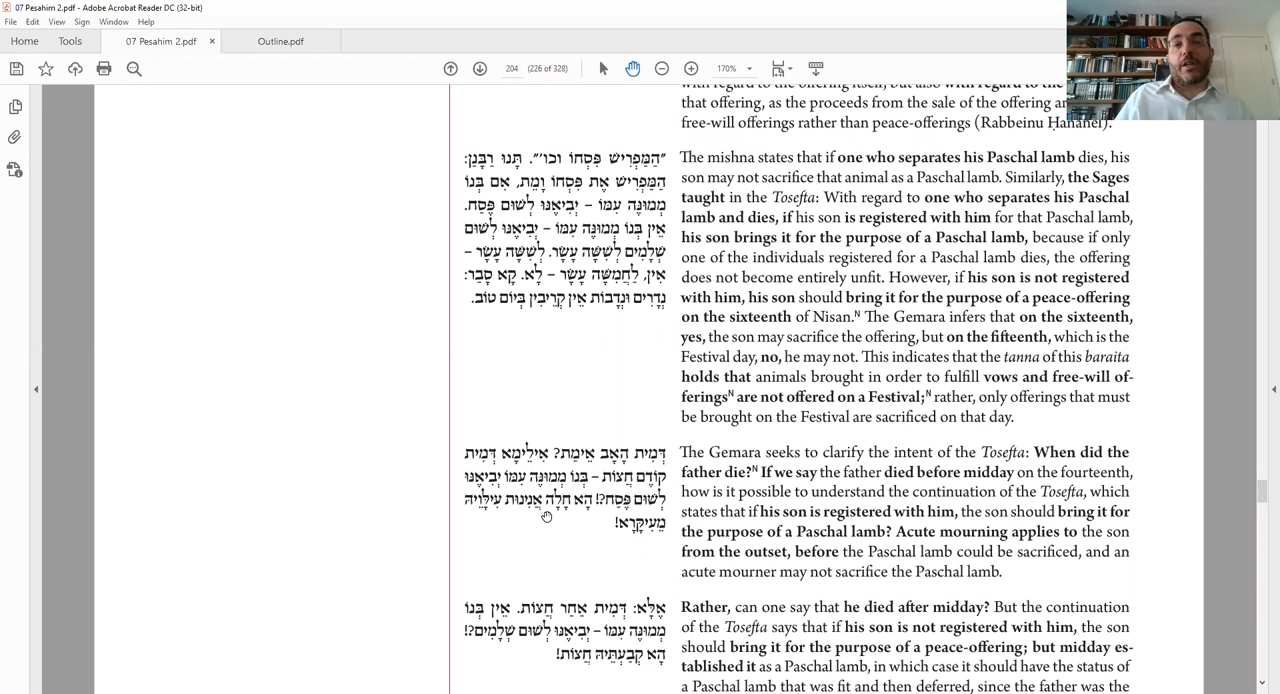 07 Pesahim 2.pdf - Adobe Acrobat Reader DC (32-bit)
File Edit View Sign Window Help
Home Tools 07 Pesahim 2.pdf × Outline.pdf
204 (226 of 328) 170%
that offering, as the proceeds from the sale of the offering
free-will offerings rather than peace-offerings (Rabbeinu Ḥananel).
״הַמַּפְרִישׁ פִּסְחוֹ וכו׳״. תָּנוּ רַבָּנַן:
הַמַּפְרִישׁ אֶת פִּסְחוֹ וָמֵת, אִם בְּנוֹ
מְמוּנֶּה עִמּוֹ – יְבִיאֶנּוּ לְשׁוּם פֶּסַח.
אֵין בְּנוֹ מְמוּנֶּה עִמּוֹ – יְבִיאֶנּוּ לְשׁוּם
שְׁלָמִים לְשִׁשָּׁה עָשָׂר. לְשִׁשָּׁה עָשָׂר –
אִין, לַחֲמִשָּׁה עָשָׂר – לָא. קָא סָבַר:
נְדָרִים וּנְדָבוֹת אֵין קְרֵיבִין בְּיוֹם טוֹב.
The mishna states that if one who separates his Paschal lamb dies, his
son may not sacrifice that animal as a Paschal lamb. Similarly, the Sages
taught in the Tosefta: With regard to one who separates his Paschal
lamb and dies, if his son is registered with him for that Paschal lamb,
his son brings it for the purpose of a Paschal lamb, because if only
one of the individuals registered for a Paschal lamb dies, the offering
does not become entirely unfit. However, if his son is not registered
with him, his son should bring it for the purpose of a peace-offering
on the sixteenth of Nisan.ᴺ The Gemara infers that on the sixteenth,
yes, the son may sacrifice the offering, but on the fifteenth, which is the
Festival day, no, he may not. This indicates that the tanna of this baraita
holds that animals brought in order to fulfill vows and free-will of-
feringsᴺ are not offered on a Festival;ᴺ rather, only offerings that must
be brought on the Festival are sacrificed on that day.
דְּמִית הָאָב אֵימַת? אִילֵימָא דְּמִית
קוֹדֶם חֲצוֹת – בְּנוֹ מְמוּנֶּה עִמּוֹ יְבִיאֶנּוּ
לְשׁוּם פֶּסַח?! הָא חָלָה אֲנִינוּת עִילָּוֵיהּ
מֵעִיקָּרָא!
The Gemara seeks to clarify the intent of the Tosefta: When did the
father die?ᴺ If we say the father died before midday on the fourteenth,
how is it possible to understand the continuation of the Tosefta, which
states that if his son is registered with him, the son should bring it for
the purpose of a Paschal lamb? Acute mourning applies to the son
from the outset, before the Paschal lamb could be sacrificed, and an
acute mourner may not sacrifice the Paschal lamb.
אֶלָּא: דְּמִית אַחַר חֲצוֹת. אֵין בְּנוֹ
מְמוּנֶּה עִמּוֹ – יְבִיאֶנּוּ לְשׁוּם שְׁלָמִים?!
הָא קְבַעְתֵּיהּ חֲצוֹת!
Rather, can one say that he died after midday? But the continuation
of the Tosefta says that if his son is not registered with him, the son
should bring it for the purpose of a peace-offering; but midday es-
tablished it as a Paschal lamb, in which case it should have the status of
a Paschal lamb that was fit and then deferred, since the father was the